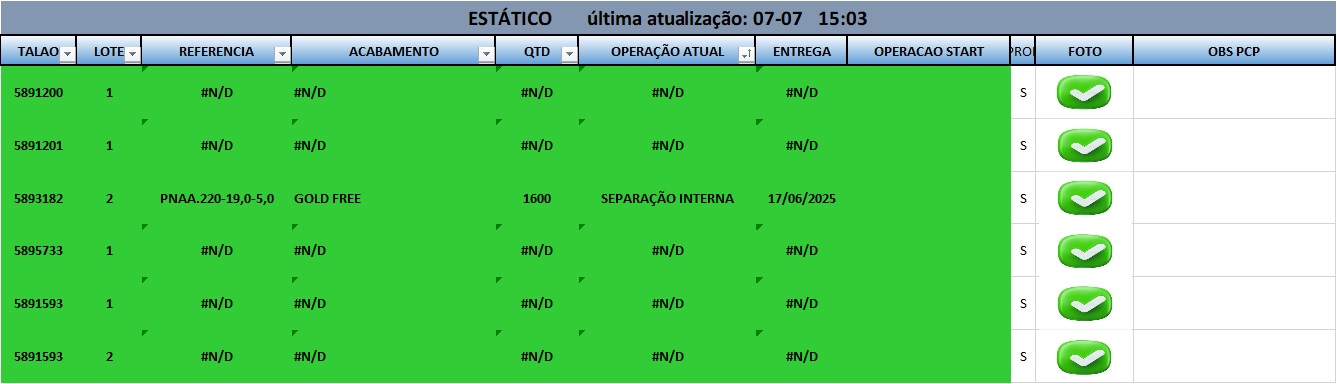 ESTÁTICO última atualização: 07-07 15:03
TALAO LOTE REFERENCIA ACABAMENTO QTD OPERAÇÃO ATUAL ENTREGA OPERACAO START PROI FOTO OBS PCP
5891200 1 #N/D #N/D #N/D #N/D #N/D S
5891201 1 #N/D #N/D #N/D #N/D #N/D S
5893182 2 PNAA.220-19,0-5,0 GOLD FREE 1600 SEPARAÇÃO INTERNA 17/06/2025 S
5895733 1 #N/D #N/D #N/D #N/D #N/D S
5891593 1 #N/D #N/D #N/D #N/D #N/D S
5891593 2 #N/D #N/D #N/D #N/D #N/D S